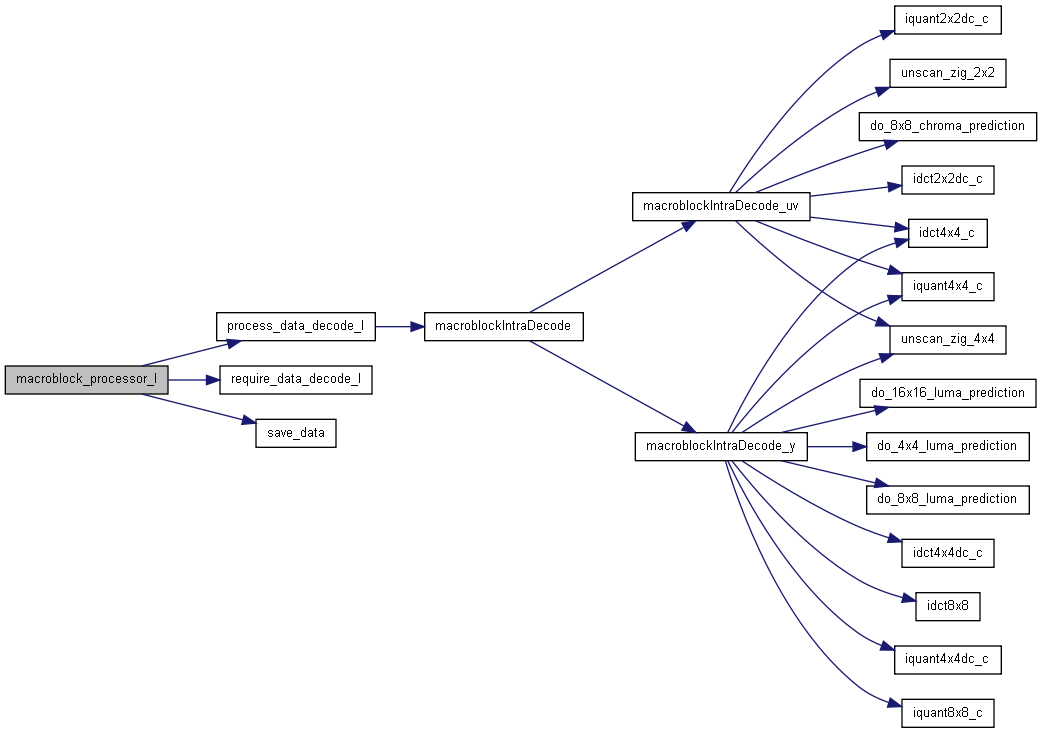 iquant2x2dc_c
unscan_zig_2x2
do_8x8_chroma_prediction
idct2x2dc_c
macroblockIntraDecode_uv
idct4x4_c
iquant4x4_c
process_data_decode_I
macroblockIntraDecode
unscan_zig_4x4
macroblock_processor_I
require_data_decode_I
do_16x16_luma_prediction
save_data
macroblockIntraDecode_y
do_4x4_luma_prediction
do_8x8_luma_prediction
idct4x4dc_c
idct8x8
iquant4x4dc_c
iquant8x8_c